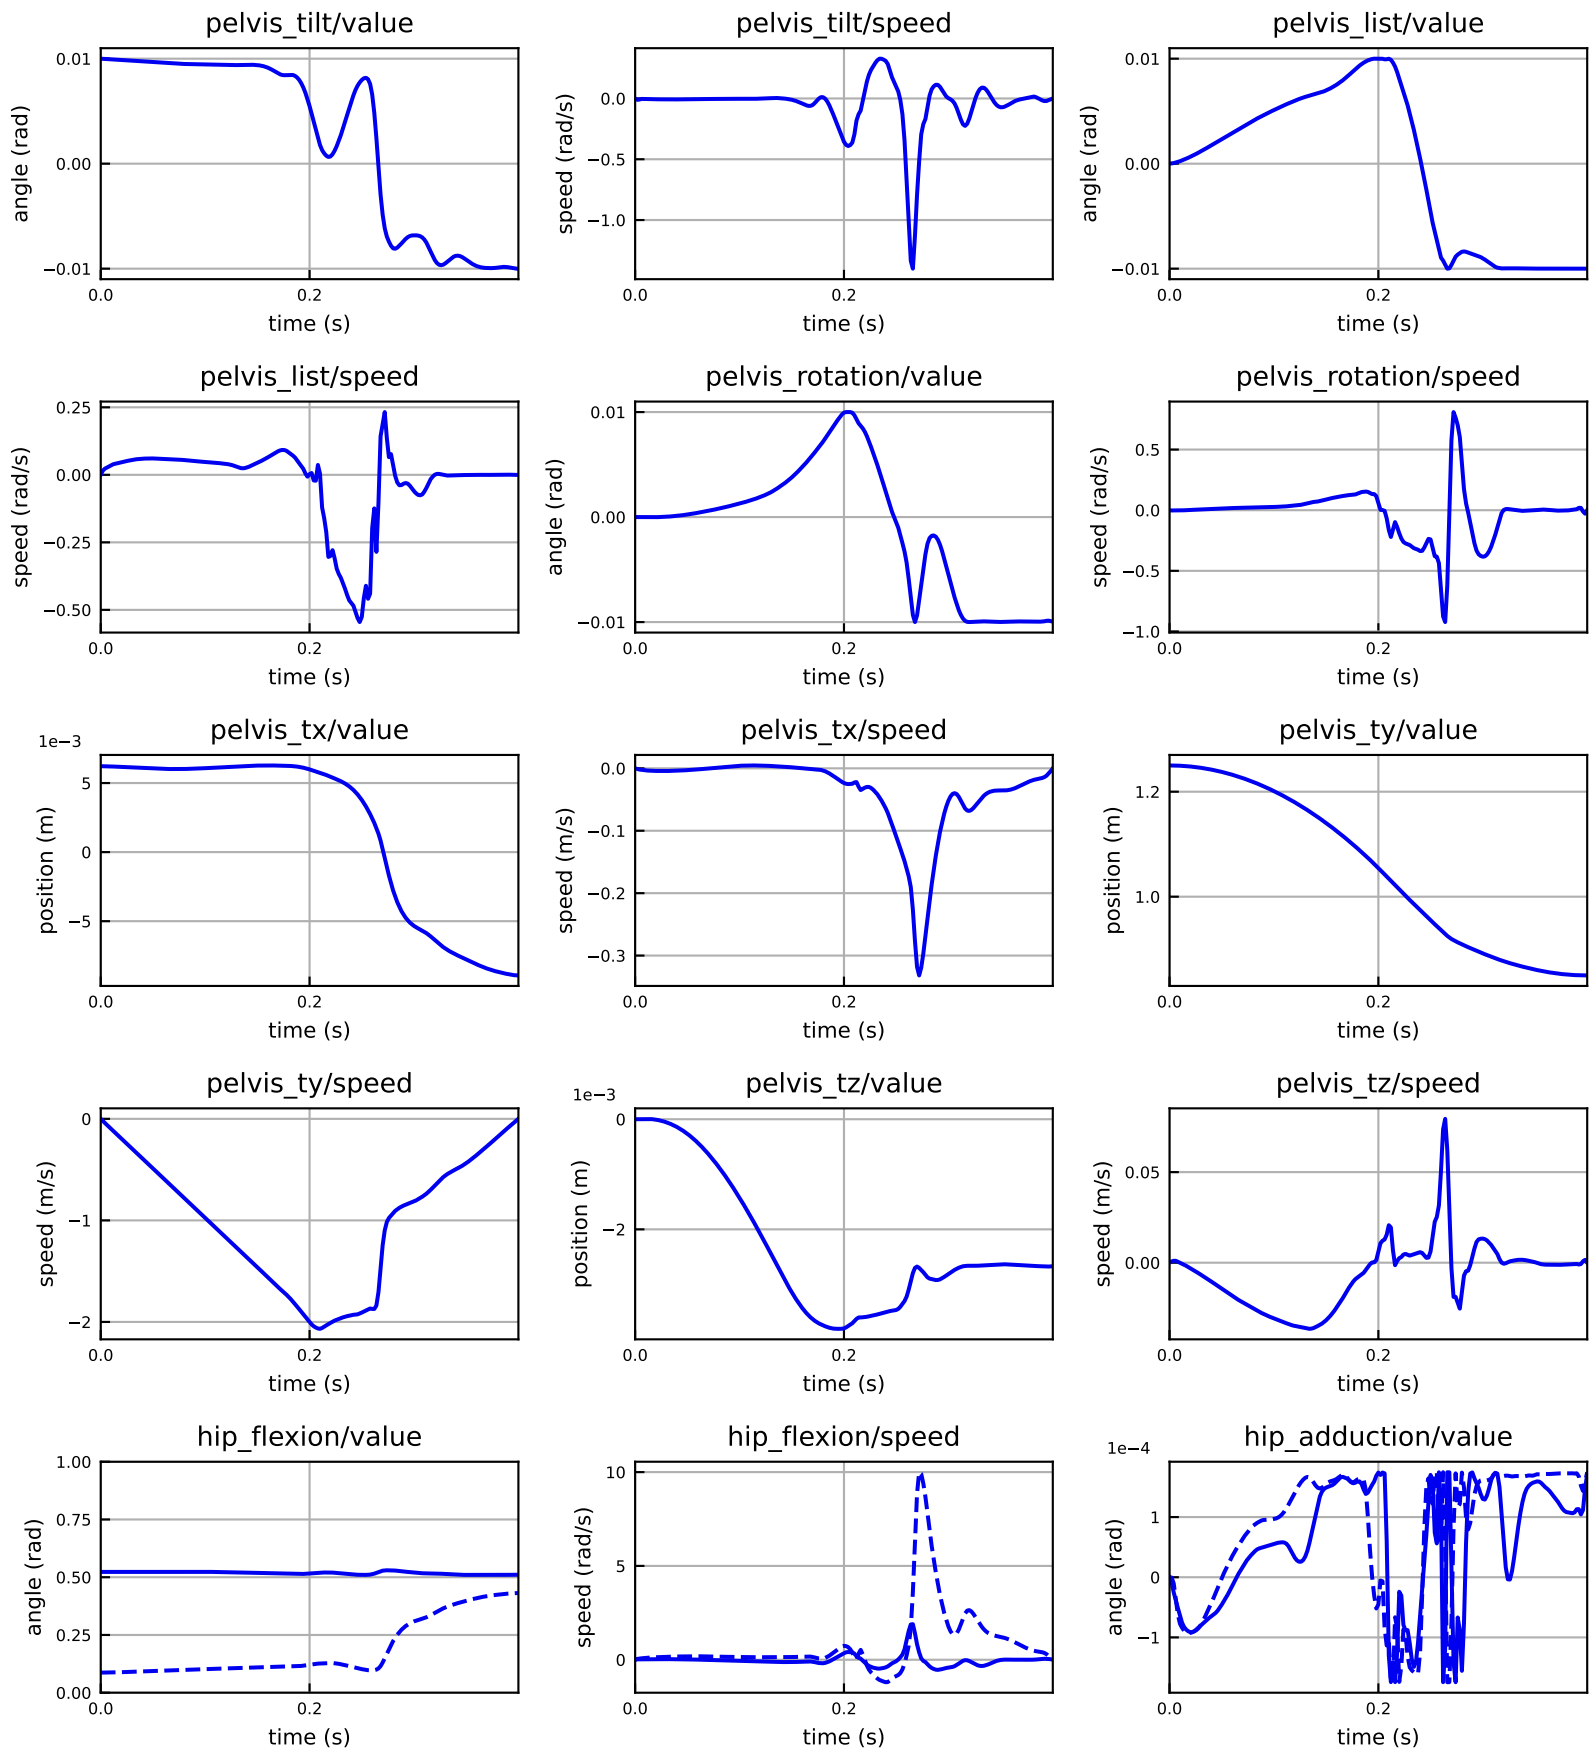 pelvis_tilt/value
pelvis_tilt/speed
pelvis_list/value
angle (rad)
0.01
0.00
−0.01
0.0
0.2
time (s)
speed (rad/s)
0.0
−0.5
−1.0
0.0
0.2
time (s)
angle (rad)
0.01
0.00
−0.01
0.0
0.2
time (s)
pelvis_list/speed
pelvis_rotation/value
pelvis_rotation/speed
speed (rad/s)
0.25
0.00
−0.25
−0.50
0.0
0.2
time (s)
angle (rad)
0.01
0.00
−0.01
0.0
0.2
time (s)
speed (rad/s)
0.5
0.0
−0.5
−1.0
0.0
0.2
time (s)
pelvis_tx/value
pelvis_tx/speed
pelvis_ty/value
1e−3
position (m)
5
0
−5
0.0
0.2
time (s)
speed (m/s)
0.0
−0.1
−0.2
−0.3
0.0
0.2
time (s)
position (m)
1.2
1.0
0.0
0.2
time (s)
pelvis_ty/speed
pelvis_tz/value
pelvis_tz/speed
speed (m/s)
0
−1
−2
0.0
0.2
time (s)
1e−3
position (m)
0
−2
0.0
0.2
time (s)
speed (m/s)
0.05
0.00
0.0
0.2
time (s)
hip_flexion/value
hip_flexion/speed
hip_adduction/value
angle (rad)
1.00
0.75
0.50
0.25
0.00
0.0
0.2
time (s)
speed (rad/s)
10
5
0
0.0
0.2
time (s)
1e−4
angle (rad)
1
0
−1
0.0
0.2
time (s)